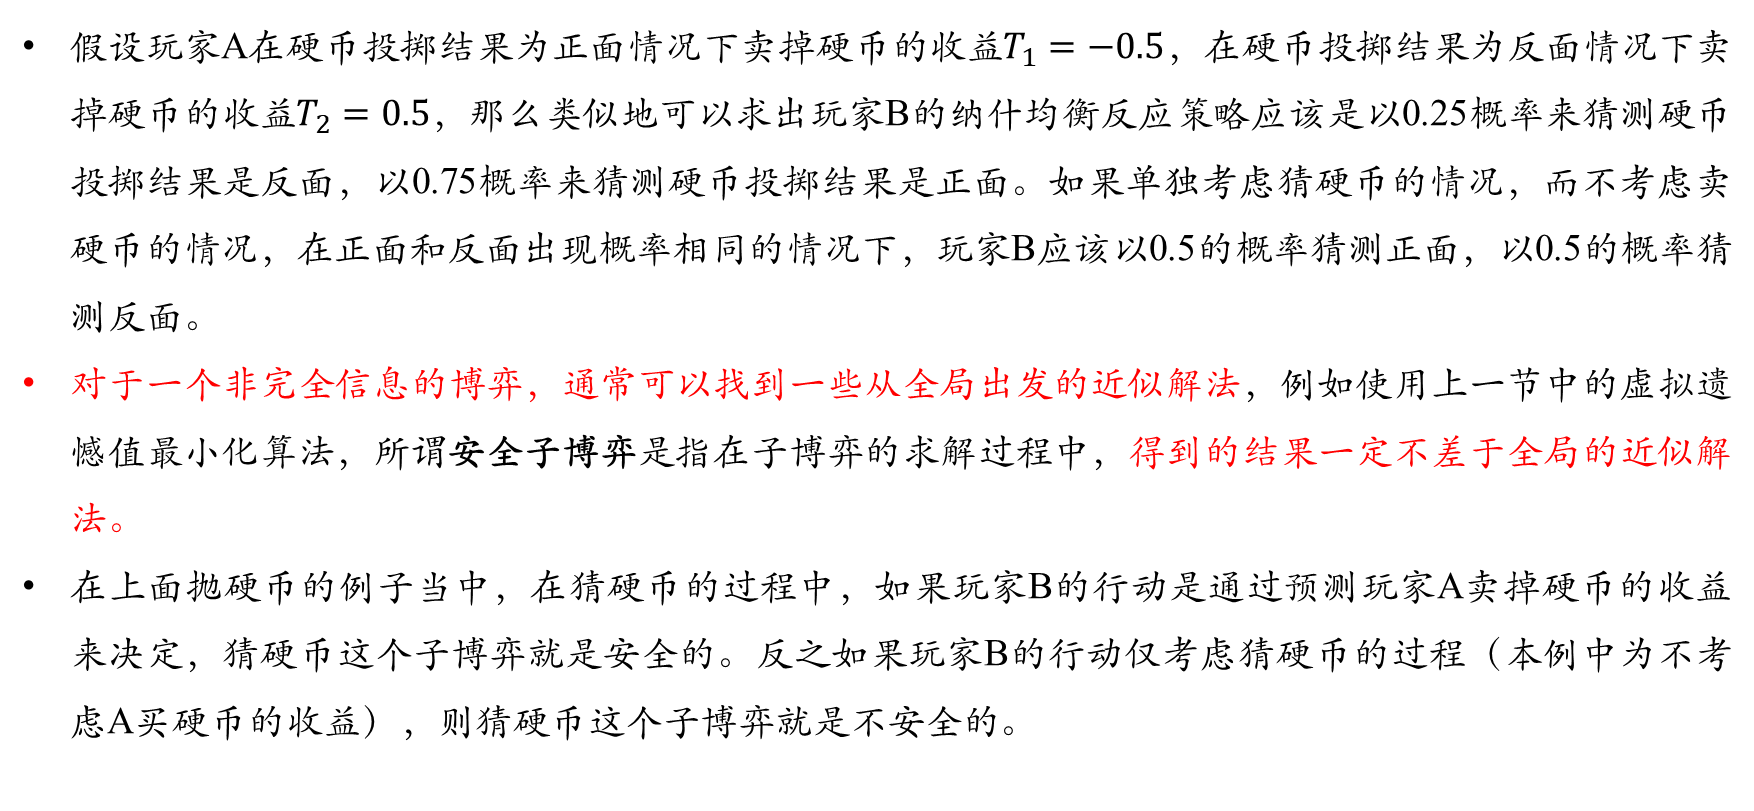 • 假设玩家A在硬币投掷结果为正面情况下卖掉硬币的收益T₁ = −0.5，在硬币投掷结果为反面情况下卖
掉硬币的收益T₂ = 0.5，那么类似地可以求出玩家B的纳什均衡反应策略应该是以0.25概率来猜测硬币
投掷结果是反面，以0.75概率来猜测硬币投掷结果是正面。如果单独考虑猜硬币的情况，而不考虑卖
硬币的情况，在正面和反面出现概率相同的情况下，玩家B应该以0.5的概率猜测正面，以0.5的概率猜
测反面。
• 对于一个非完全信息的博弈，通常可以找到一些从全局出发的近似解法，例如使用上一节中的虚拟遗
憾值最小化算法，所谓安全子博弈是指在子博弈的求解过程中，得到的结果一定不差于全局的近似解
法。
• 在上面抛硬币的例子当中，在猜硬币的过程中，如果玩家B的行动是通过预测玩家A卖掉硬币的收益
来决定，猜硬币这个子博弈就是安全的。反之如果玩家B的行动仅考虑猜硬币的过程（本例中为不考
虑A买硬币的收益），则猜硬币这个子博弈就是不安全的。